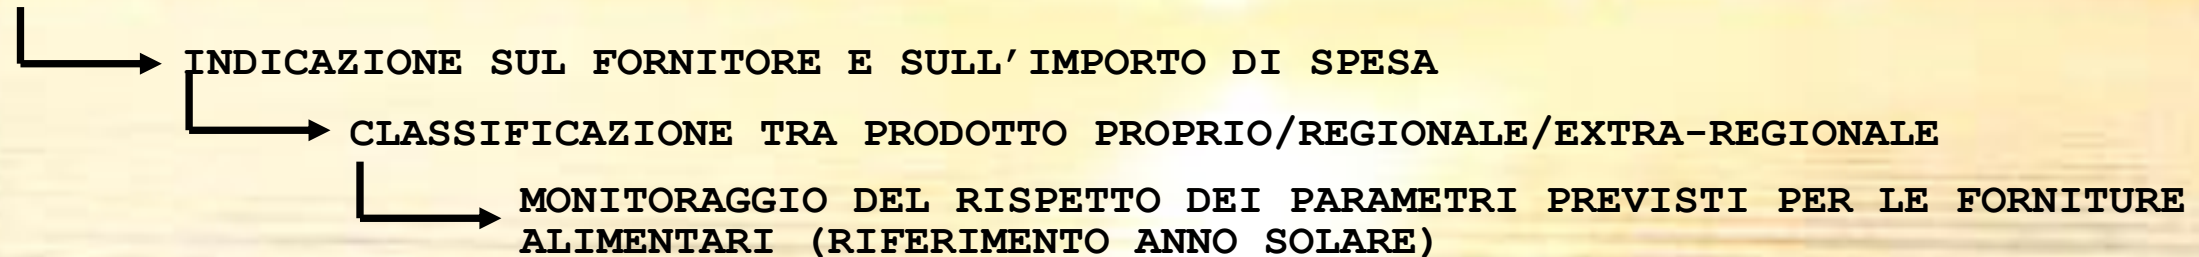 INDICAZIONE SUL FORNITORE E SULL'IMPORTO DI SPESA
CLASSIFICAZIONE TRA PRODOTTO PROPRIO/REGIONALE/EXTRA-REGIONALE
MONITORAGGIO DEL RISPETTO DEI PARAMETRI PREVISTI PER LE FORNITURE
ALIMENTARI (RIFERIMENTO ANNO SOLARE)